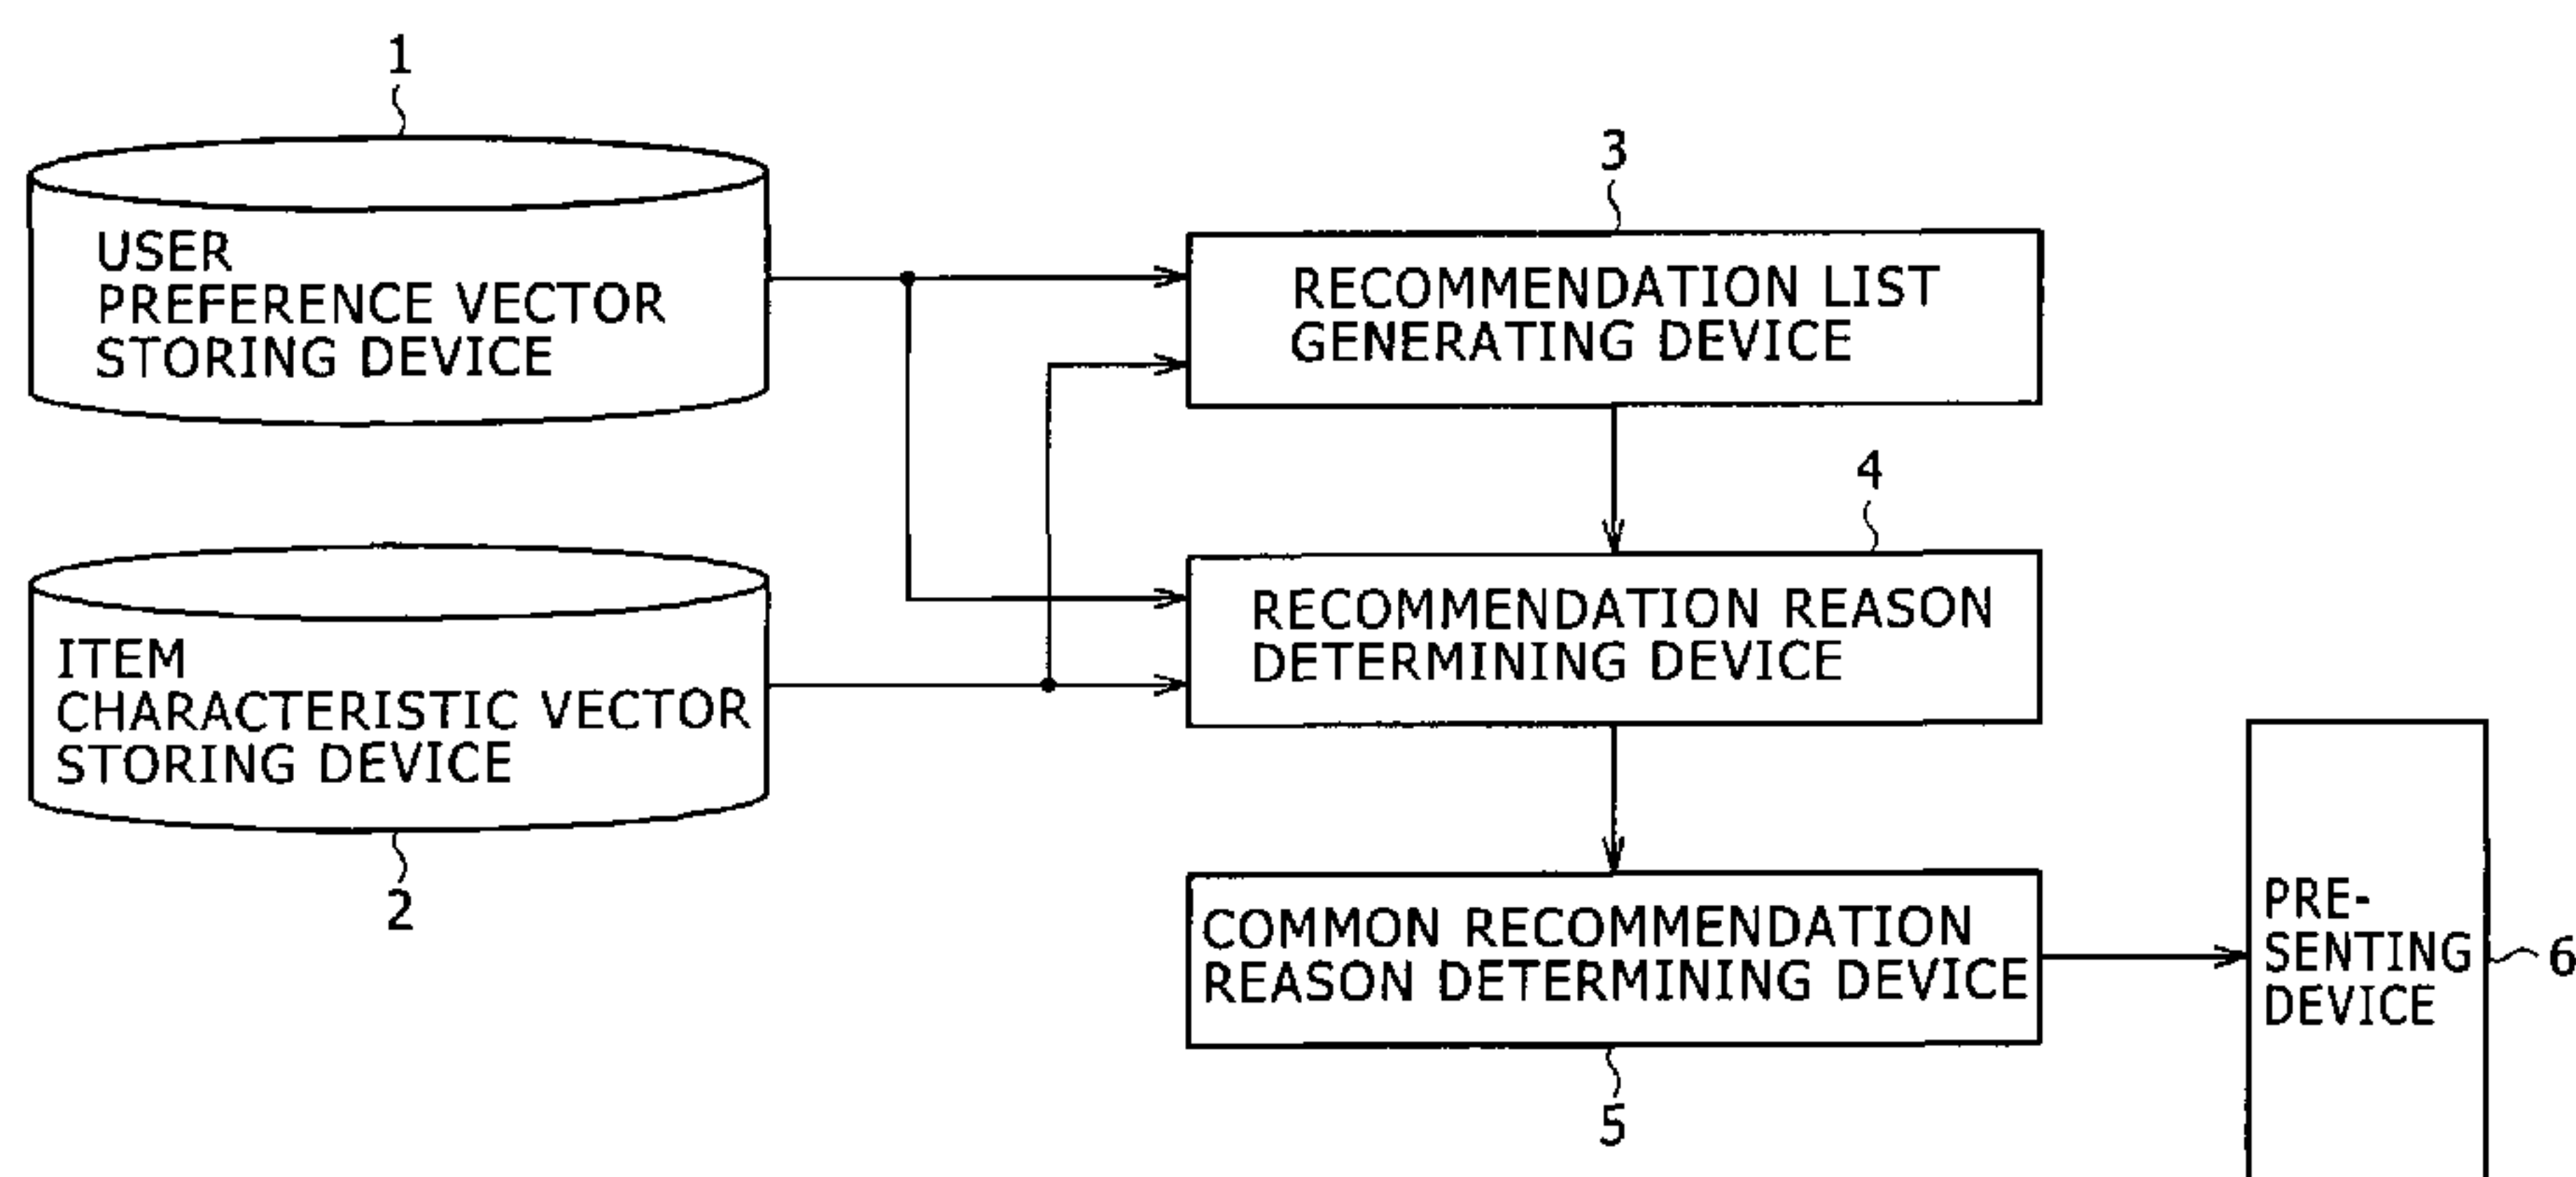 1
USER
PREFERENCE VECTOR
STORING DEVICE
3
RECOMMENDATION LIST
GENERATING DEVICE
4
RECOMMENDATION REASON
DETERMINING DEVICE
ITEM
CHARACTERISTIC VECTOR
STORING DEVICE
2
COMMON RECOMMENDATION
REASON DETERMINING DEVICE
5
PRE-
SENTING
DEVICE
6